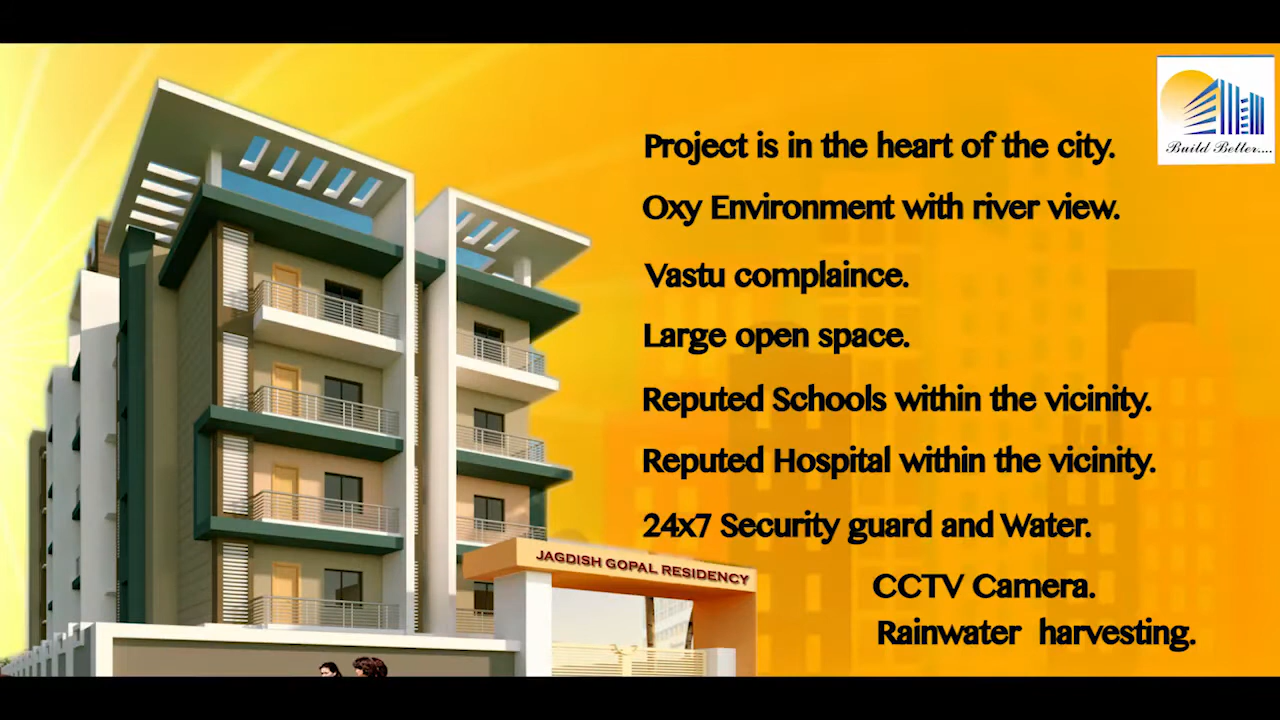 Build Better....
Project is in the heart of the city.
Oxy Environment with river view.
Vastu complaince.
Large open space.
Reputed Schools within the vicinity.
Reputed Hospital within the vicinity.
24x7 Security guard and Water.
JAGDISH GOPAL RESIDENCY
CCTV Camera.
Rainwater harvesting.